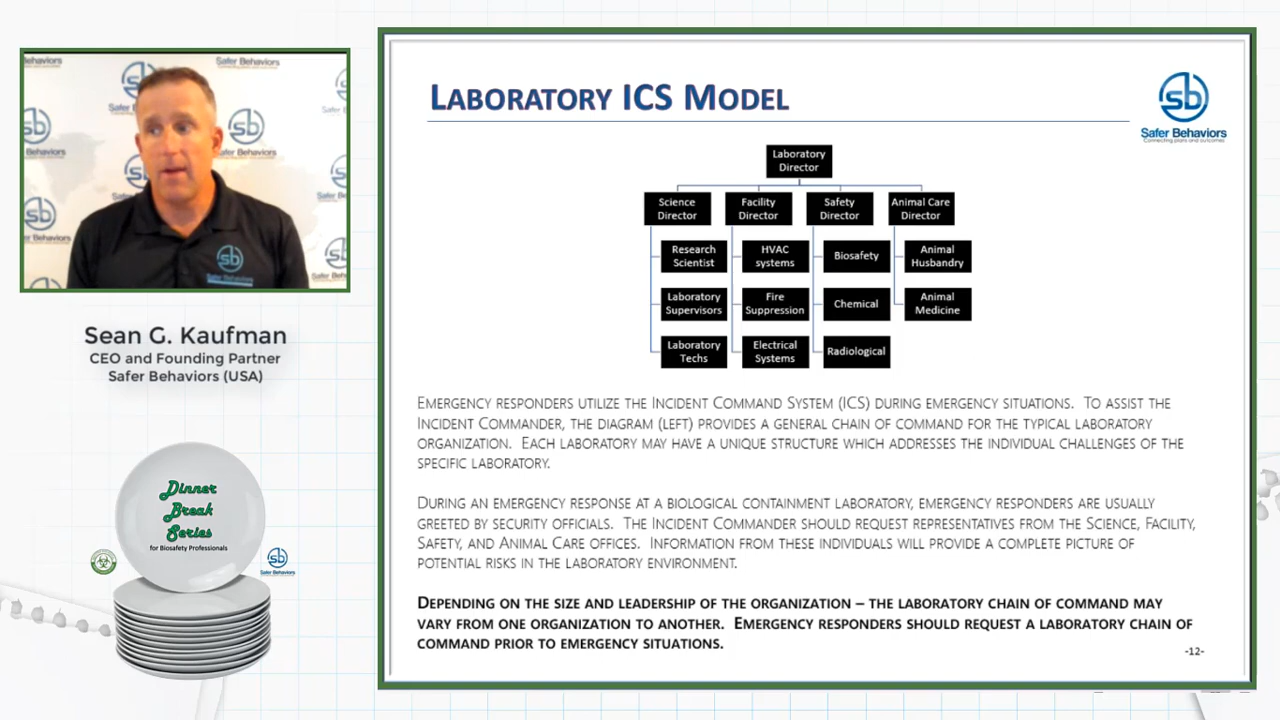 LABORATORY ICS MODEL
sb
Safer Behaviors
Connecting plans and outcomes
Laboratory
Director
Science
Director
Facility
Director
Safety
Director
Animal Care
Director
Research
Scientist
HVAC
systems
Biosafety
Animal
Husbandry
Laboratory
Supervisors
Fire
Suppression
Chemical
Animal
Medicine
Laboratory
Techs
Electrical
Systems
Radiological
EMERGENCY RESPONDERS UTILIZE THE INCIDENT COMMAND SYSTEM (ICS) DURING EMERGENCY SITUATIONS. TO ASSIST THE
INCIDENT COMMANDER, THE DIAGRAM (LEFT) PROVIDES A GENERAL CHAIN OF COMMAND FOR THE TYPICAL LABORATORY
ORGANIZATION. EACH LABORATORY MAY HAVE A UNIQUE STRUCTURE WHICH ADDRESSES THE INDIVIDUAL CHALLENGES OF THE
SPECIFIC LABORATORY.
DURING AN EMERGENCY RESPONSE AT A BIOLOGICAL CONTAINMENT LABORATORY, EMERGENCY RESPONDERS ARE USUALLY
GREETED BY SECURITY OFFICIALS. THE INCIDENT COMMANDER SHOULD REQUEST REPRESENTATIVES FROM THE SCIENCE, FACILITY,
SAFETY, AND ANIMAL CARE OFFICES. INFORMATION FROM THESE INDIVIDUALS WILL PROVIDE A COMPLETE PICTURE OF
POTENTIAL RISKS IN THE LABORATORY ENVIRONMENT.
DEPENDING ON THE SIZE AND LEADERSHIP OF THE ORGANIZATION – THE LABORATORY CHAIN OF COMMAND MAY
VARY FROM ONE ORGANIZATION TO ANOTHER. EMERGENCY RESPONDERS SHOULD REQUEST A LABORATORY CHAIN OF
COMMAND PRIOR TO EMERGENCY SITUATIONS.
-12-
Safer Behaviors
sb
Sean G. Kaufman
CEO and Founding Partner
Safer Behaviors (USA)
Dinner
Break
Series
for Biosafety Professionals
sb
Safer Behaviors